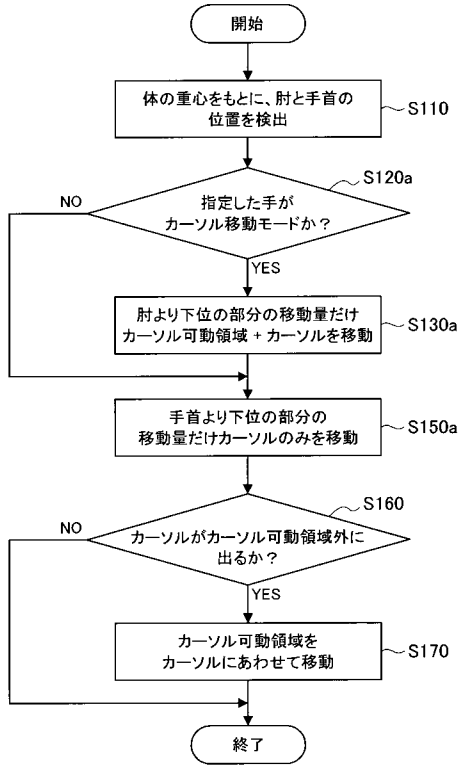 開始
体の重心をもとに、肘と手首の
位置を検出
S110
S120a
NO
指定した手が
カーソル移動モードか？
YES
肘より下位の部分の移動量だけ
カーソル可動領域 + カーソルを移動
S130a
手首より下位の部分の
移動量だけカーソルのみを移動
S150a
S160
NO
カーソルがカーソル可動領域外に
出るか？
YES
カーソル可動領域を
カーソルにあわせて移動
S170
終了